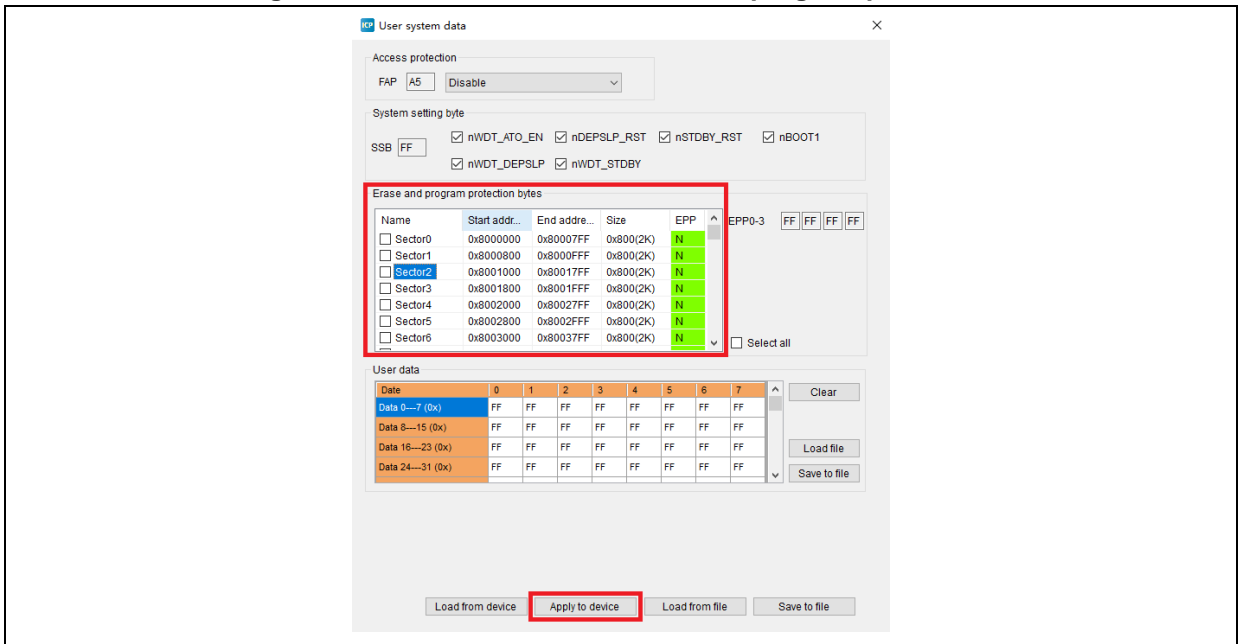 ICP User system data
Access protection
FAP A5 Disable
System setting byte
SSB FF
nWDT_ATO_EN nDEPSLP_RST nSTDBY_RST nBOOT1
nWDT_DEPSLP nWDT_STDBY
Erase and program protection bytes
Name Start addr... End addre... Size EPP
Sector0 0x8000000 0x80007FF 0x800(2K) N
Sector1 0x8000800 0x8000FFF 0x800(2K) N
Sector2 0x8001000 0x80017FF 0x800(2K) N
Sector3 0x8001800 0x8001FFF 0x800(2K) N
Sector4 0x8002000 0x80027FF 0x800(2K) N
Sector5 0x8002800 0x8002FFF 0x800(2K) N
Sector6 0x8003000 0x80037FF 0x800(2K) N
EPP0-3 FF FF FF FF
Select all
User data
Date 0 1 2 3 4 5 6 7
Data 0---7 (0x) FF FF FF FF FF FF FF FF
Data 8---15 (0x) FF FF FF FF FF FF FF FF
Data 16---23 (0x) FF FF FF FF FF FF FF FF
Data 24---31 (0x) FF FF FF FF FF FF FF FF
Clear
Load file
Save to file
Load from device Apply to device Load from file Save to file